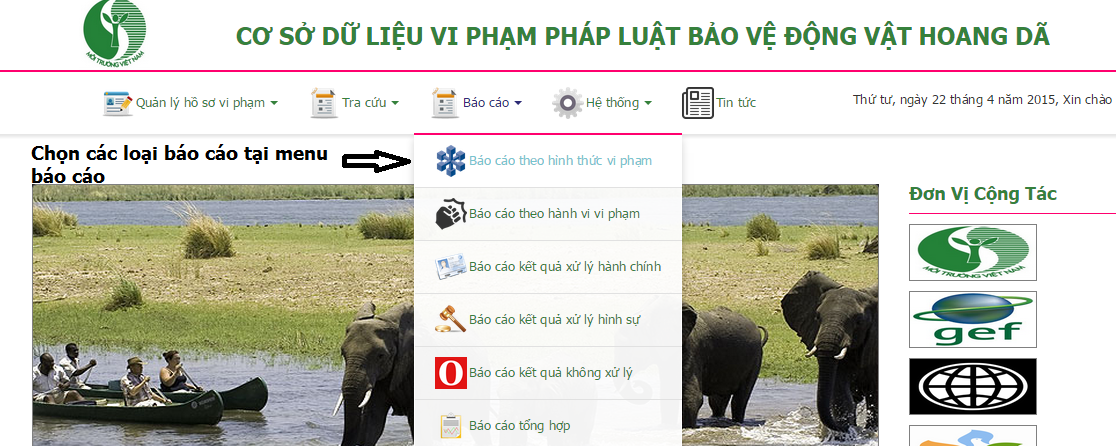 MÔI TRƯỜNG VIỆT NAM
CƠ SỞ DỮ LIỆU VI PHẠM PHÁP LUẬT BẢO VỆ ĐỘNG VẬT HOANG DÃ
Quản lý hồ sơ vi phạm
Tra cứu
Báo cáo
Hệ thống
Tin tức
Thứ tư, ngày 22 tháng 4 năm 2015, Xin chào
Chọn các loại báo cáo tại menu
báo cáo
Báo cáo theo hình thức vi phạm
Báo cáo theo hành vi vi phạm
Báo cáo kết quả xử lý hành chính
Báo cáo kết quả xử lý hình sự
Báo cáo kết quả không xử lý
Báo cáo tổng hợp
Đơn Vị Cộng Tác
MÔI TRƯỜNG VIỆT NAM
gef